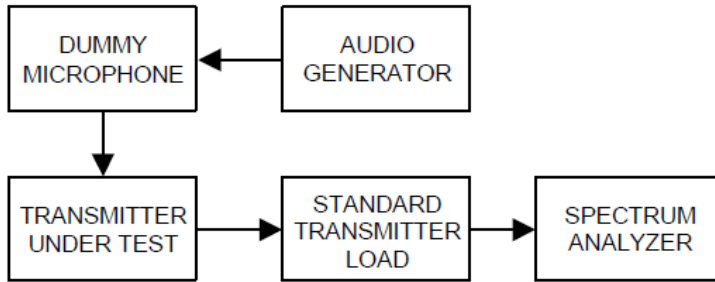 DUMMY
MICROPHONE
AUDIO
GENERATOR
TRANSMITTER
UNDER TEST
STANDARD
TRANSMITTER
LOAD
SPECTRUM
ANALYZER